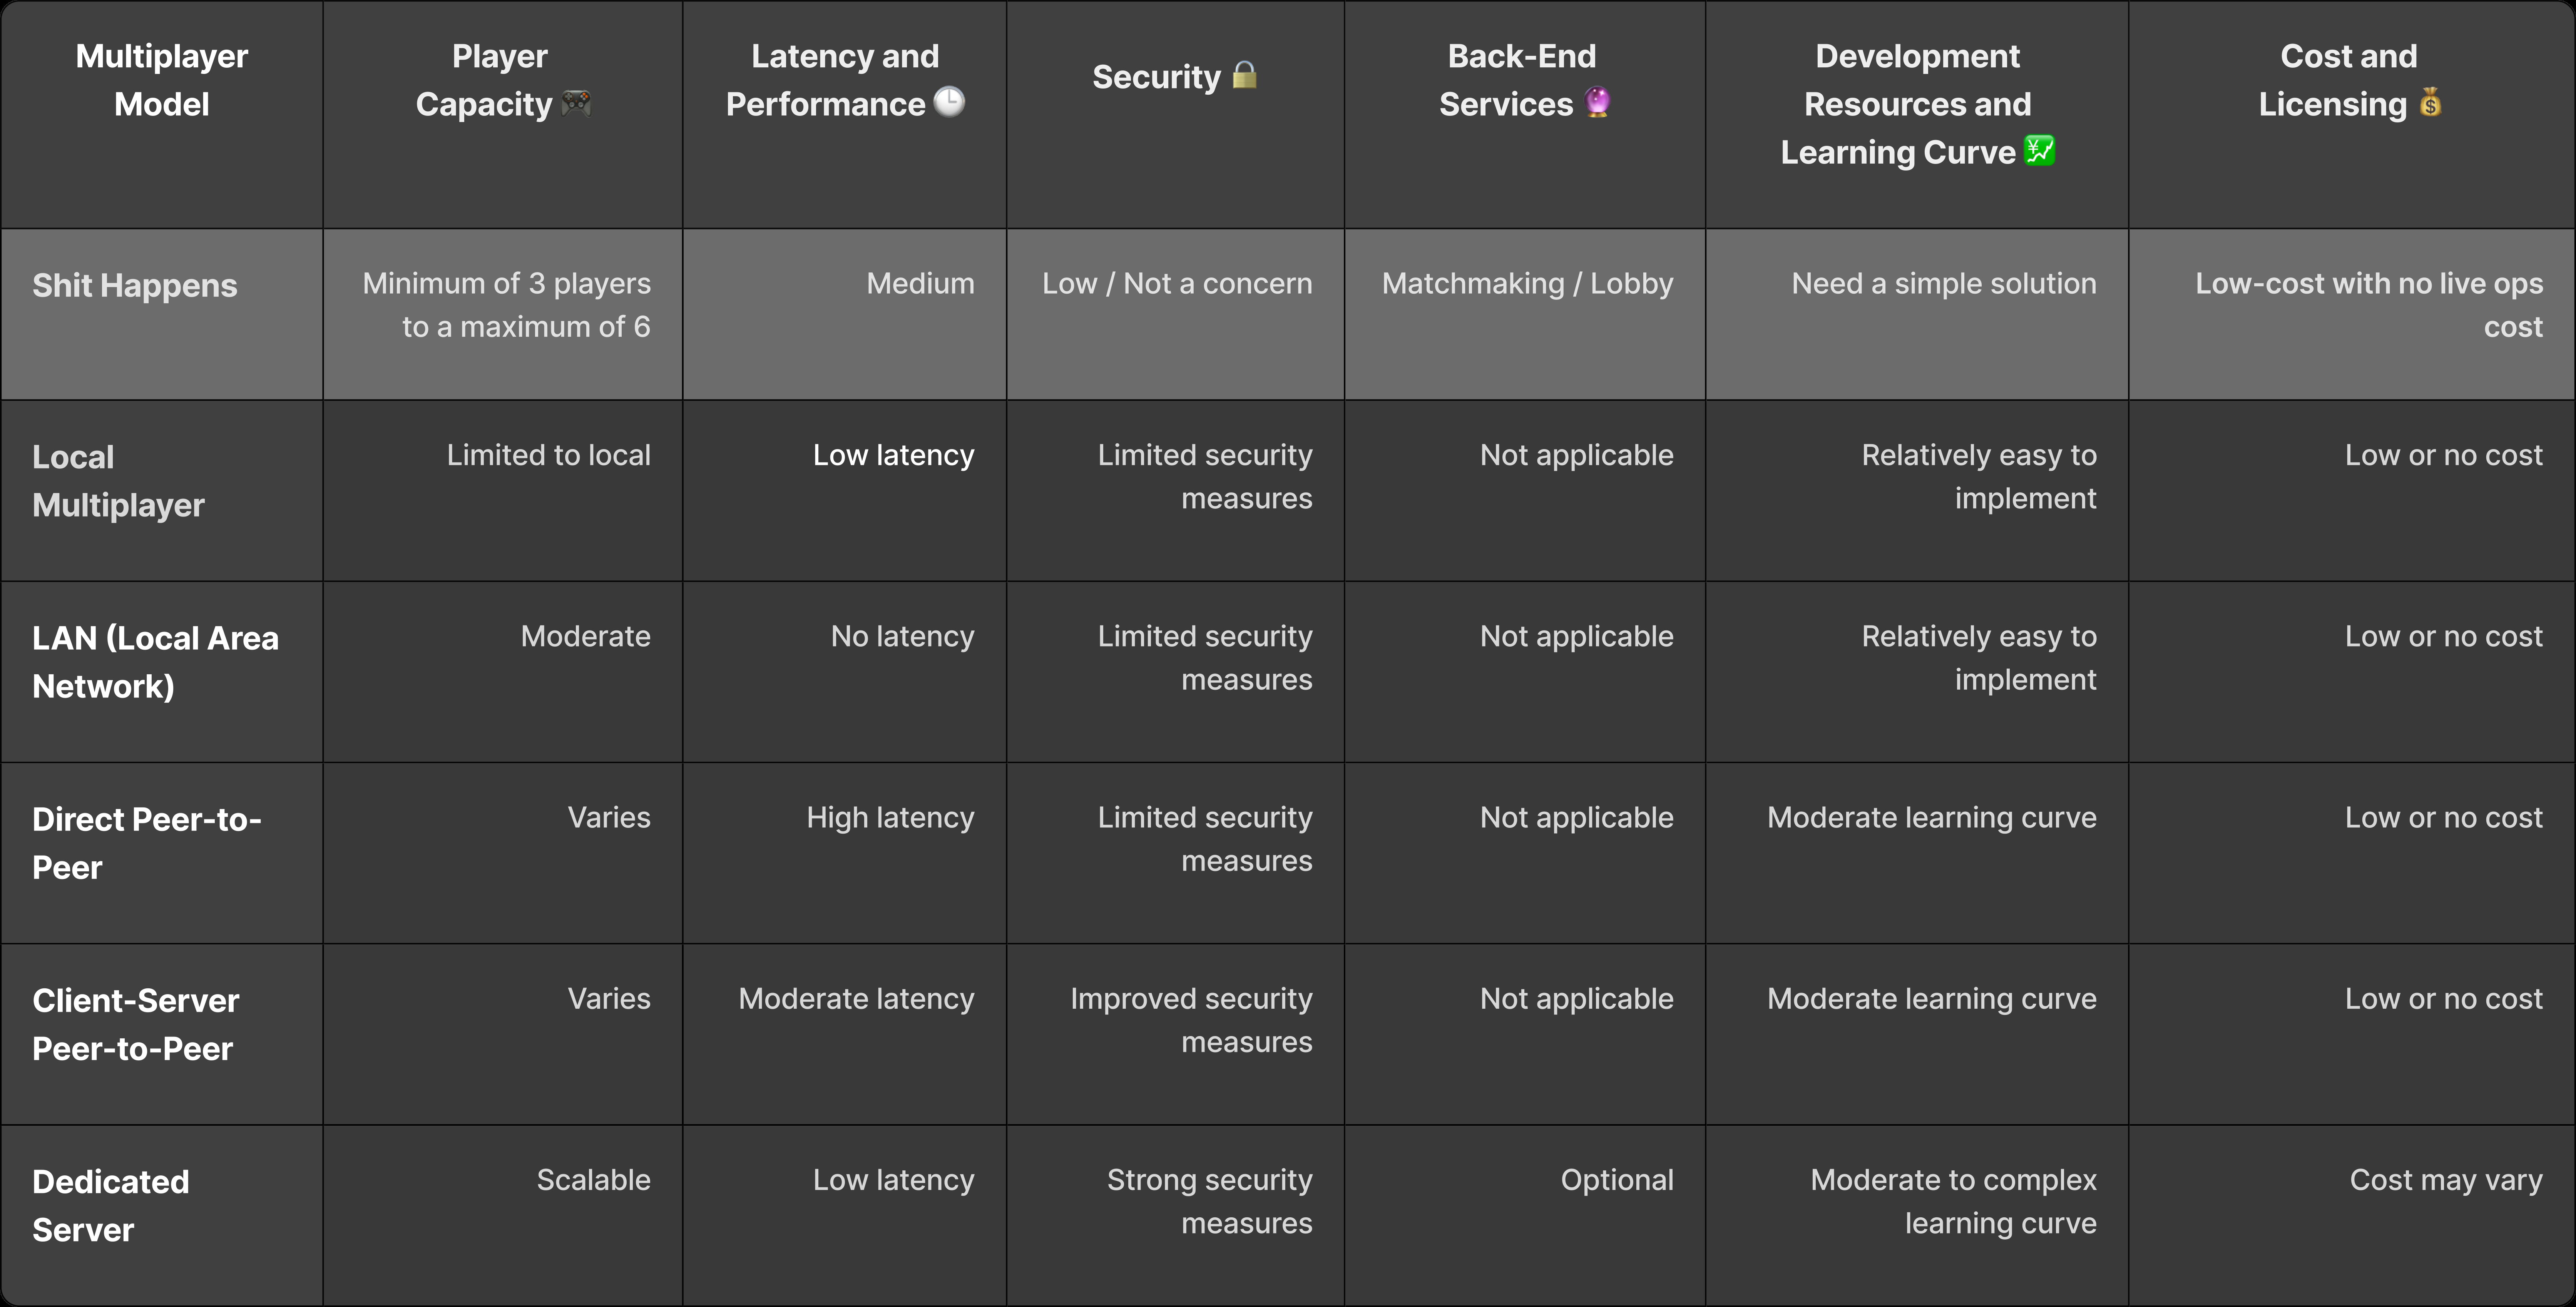 Multiplayer
Model
Player
Capacity 🎮
Latency and
Performance 🕒
Security 🔒
Back-End
Services 🔮
Development
Resources and
Learning Curve 💹
Cost and
Licensing 💰
Shit Happens
Minimum of 3 players
to a maximum of 6
Medium
Low / Not a concern
Matchmaking / Lobby
Need a simple solution
Low-cost with no live ops
cost
Local
Multiplayer
Limited to local
Low latency
Limited security
measures
Not applicable
Relatively easy to
implement
Low or no cost
LAN (Local Area
Network)
Moderate
No latency
Limited security
measures
Not applicable
Relatively easy to
implement
Low or no cost
Direct Peer-to-
Peer
Varies
High latency
Limited security
measures
Not applicable
Moderate learning curve
Low or no cost
Client-Server
Peer-to-Peer
Varies
Moderate latency
Improved security
measures
Not applicable
Moderate learning curve
Low or no cost
Dedicated
Server
Scalable
Low latency
Strong security
measures
Optional
Moderate to complex
learning curve
Cost may vary